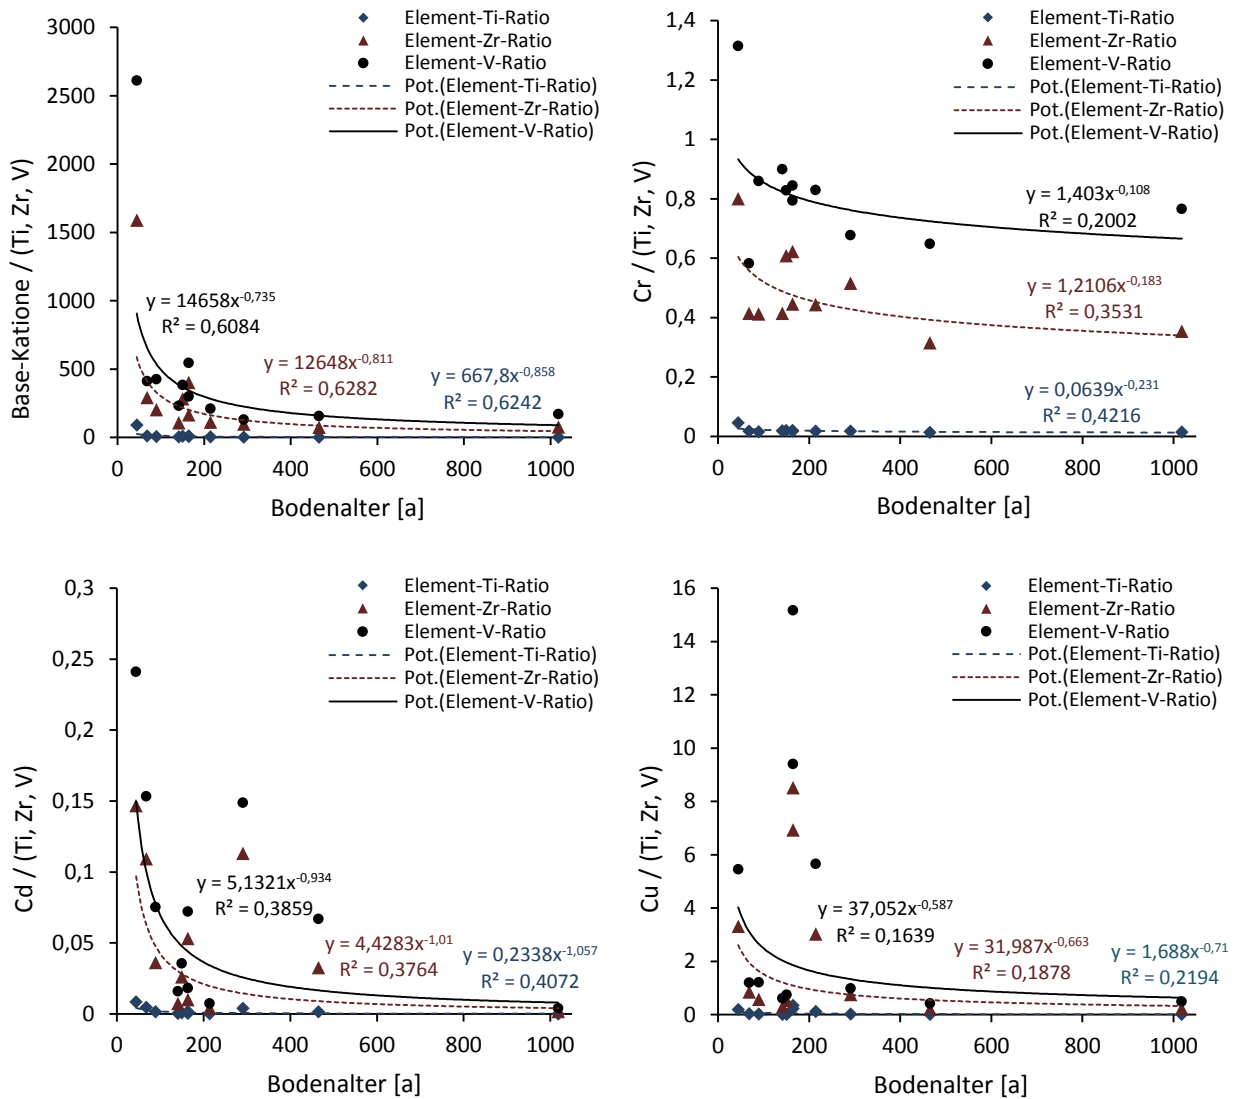 Element-Ti-Ratio
Element-Zr-Ratio
Element-V-Ratio
Pot.(Element-Ti-Ratio)
Pot.(Element-Zr-Ratio)
Pot.(Element-V-Ratio)
3000
2500
2000
1500
1000
500
0
Base-Katione / (Ti, Zr, V)
y = 14658x^-0,735
R² = 0,6084
y = 12648x^-0,811
R² = 0,6282
y = 667,8x^-0,858
R² = 0,6242
0 200 400 600 800 1000
Bodenalter [a]
Element-Ti-Ratio
Element-Zr-Ratio
Element-V-Ratio
Pot.(Element-Ti-Ratio)
Pot.(Element-Zr-Ratio)
Pot.(Element-V-Ratio)
1,4
1,2
1
0,8
0,6
0,4
0,2
0
Cr / (Ti, Zr, V)
y = 1,403x^-0,108
R² = 0,2002
y = 1,2106x^-0,183
R² = 0,3531
y = 0,0639x^-0,231
R² = 0,4216
0 200 400 600 800 1000
Bodenalter [a]
Element-Ti-Ratio
Element-Zr-Ratio
Element-V-Ratio
Pot.(Element-Ti-Ratio)
Pot.(Element-Zr-Ratio)
Pot.(Element-V-Ratio)
0,3
0,25
0,2
0,15
0,1
0,05
0
Cd / (Ti, Zr, V)
y = 5,1321x^-0,934
R² = 0,3859
y = 4,4283x^-1,01
R² = 0,3764
y = 0,2338x^-1,057
R² = 0,4072
0 200 400 600 800 1000
Bodenalter [a]
Element-Ti-Ratio
Element-Zr-Ratio
Element-V-Ratio
Pot.(Element-Ti-Ratio)
Pot.(Element-Zr-Ratio)
Pot.(Element-V-Ratio)
16
14
12
10
8
6
4
2
0
Cu / (Ti, Zr, V)
y = 37,052x^-0,587
R² = 0,1639
y = 31,987x^-0,663
R² = 0,1878
y = 1,688x^-0,71
R² = 0,2194
0 200 400 600 800 1000
Bodenalter [a]